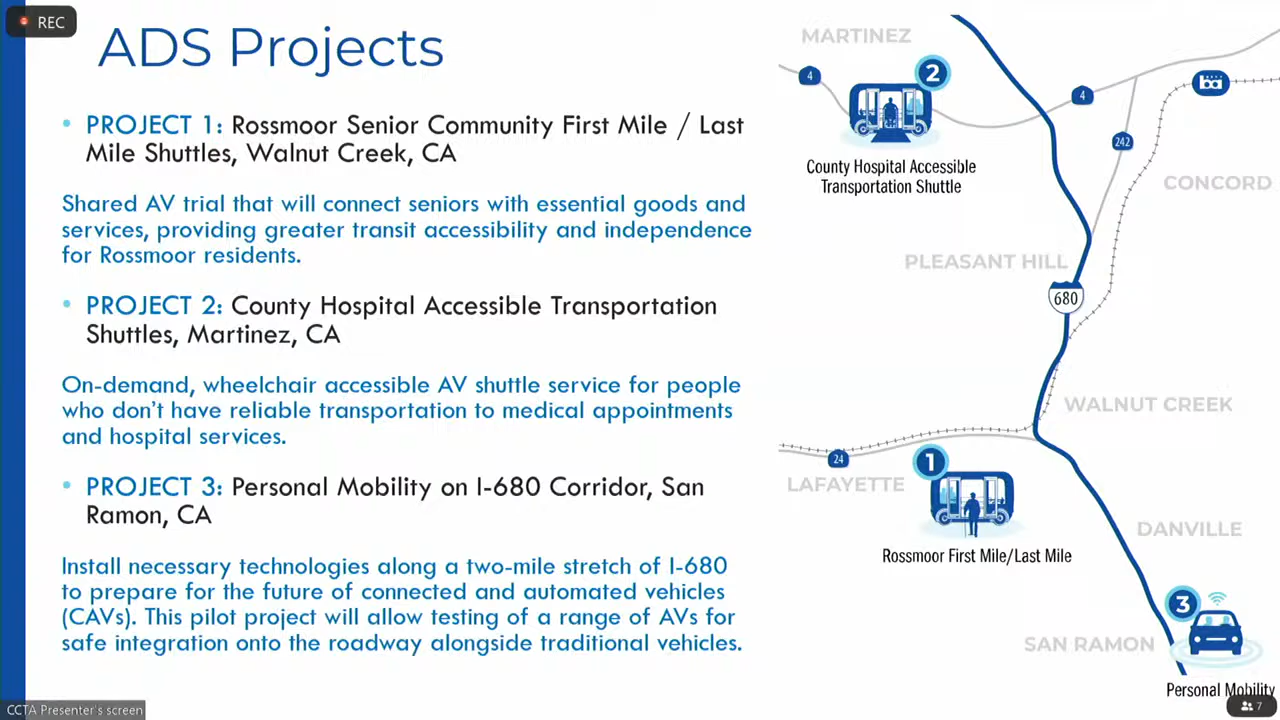 REC
ADS Projects
• PROJECT 1: Rossmoor Senior Community First Mile / Last
Mile Shuttles, Walnut Creek, CA
Shared AV trial that will connect seniors with essential goods and
services, providing greater transit accessibility and independence
for Rossmoor residents.
• PROJECT 2: County Hospital Accessible Transportation
Shuttles, Martinez, CA
On-demand, wheelchair accessible AV shuttle service for people
who don't have reliable transportation to medical appointments
and hospital services.
• PROJECT 3: Personal Mobility on I-680 Corridor, San
Ramon, CA
Install necessary technologies along a two-mile stretch of I-680
to prepare for the future of connected and automated vehicles
(CAVs). This pilot project will allow testing of a range of AVs for
safe integration onto the roadway alongside traditional vehicles.
MARTINEZ
4
2
4
ba
242
County Hospital Accessible
Transportation Shuttle
CONCORD
PLEASANT HILL
680
WALNUT CREEK
24
1
LAFAYETTE
Rossmoor First Mile/Last Mile
DANVILLE
3
SAN RAMON
Personal Mobility
7
CCTA Presenter's screen